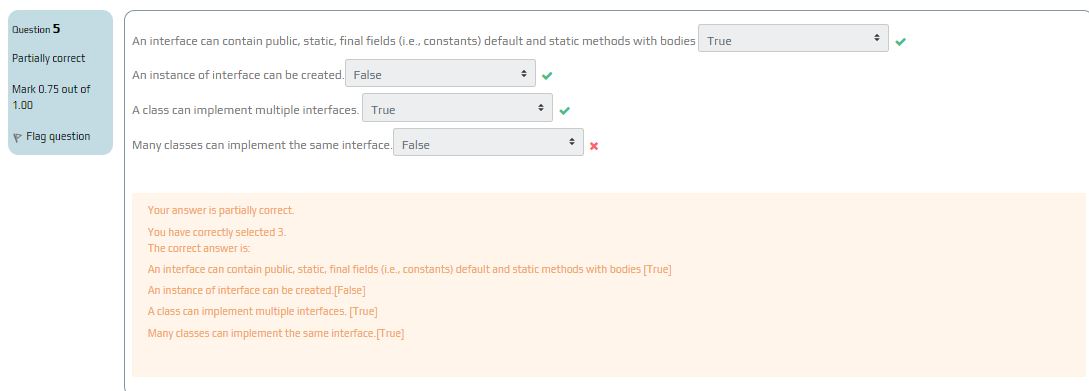 Question 5
Partially correct
Mark 0.75 out of
1.00
Flag question
An interface can contain public, static, final fields (i.e., constants) default and static methods with bodies True
An instance of interface can be created. False
A class can implement multiple interfaces. True
Many classes can implement the same interface. False
Your answer is partially correct.
You have correctly selected 3.
The correct answer is:
An interface can contain public, static, final fields (i.e., constants) default and static methods with bodies [True]
An instance of interface can be created.[False]
A class can implement multiple interfaces. [True]
Many classes can implement the same interface.[True]